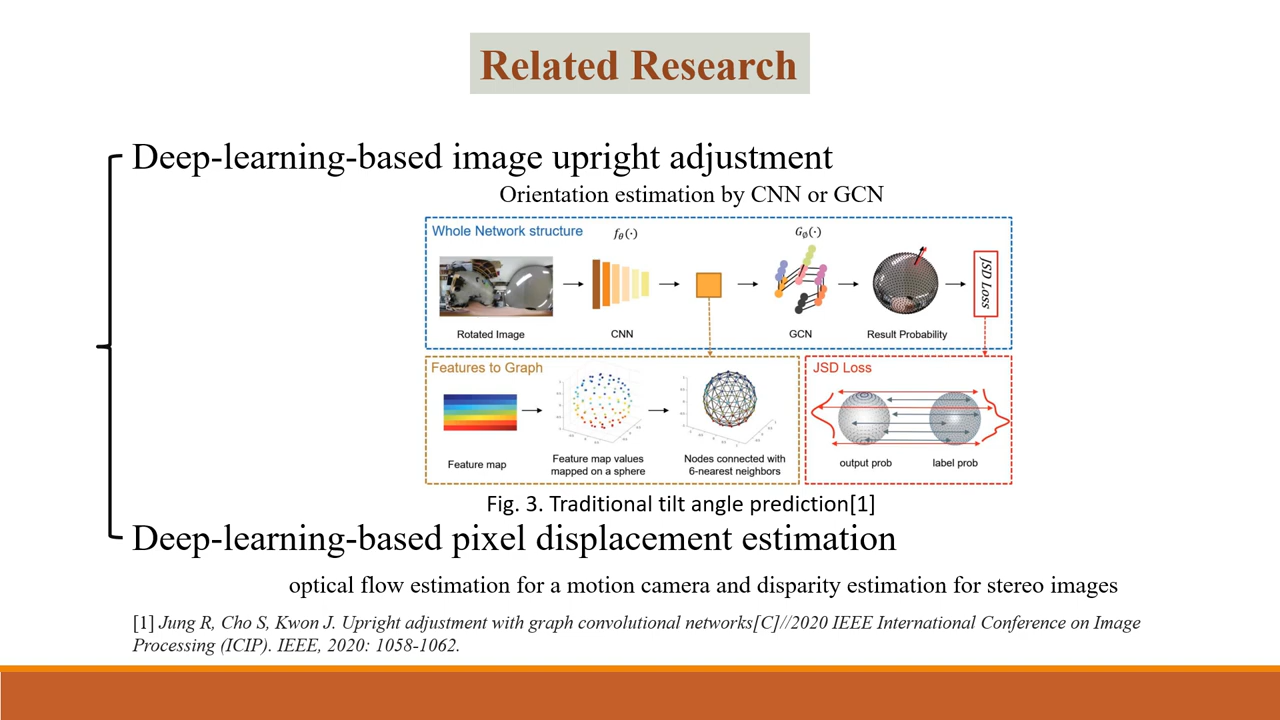 Related Research
Deep-learning-based image upright adjustment
Orientation estimation by CNN or GCN
Whole Network structure
fθ(·)
G∅(·)
JSD Loss
Rotated Image
CNN
GCN
Result Probability
Features to Graph
JSD Loss
Feature map
Feature map values
mapped on a sphere
Nodes connected with
6-nearest neighbors
output prob
label prob
Fig. 3. Traditional tilt angle prediction[1]
Deep-learning-based pixel displacement estimation
optical flow estimation for a motion camera and disparity estimation for stereo images
[1] Jung R, Cho S, Kwon J. Upright adjustment with graph convolutional networks[C]//2020 IEEE International Conference on Image
Processing (ICIP). IEEE, 2020: 1058-1062.